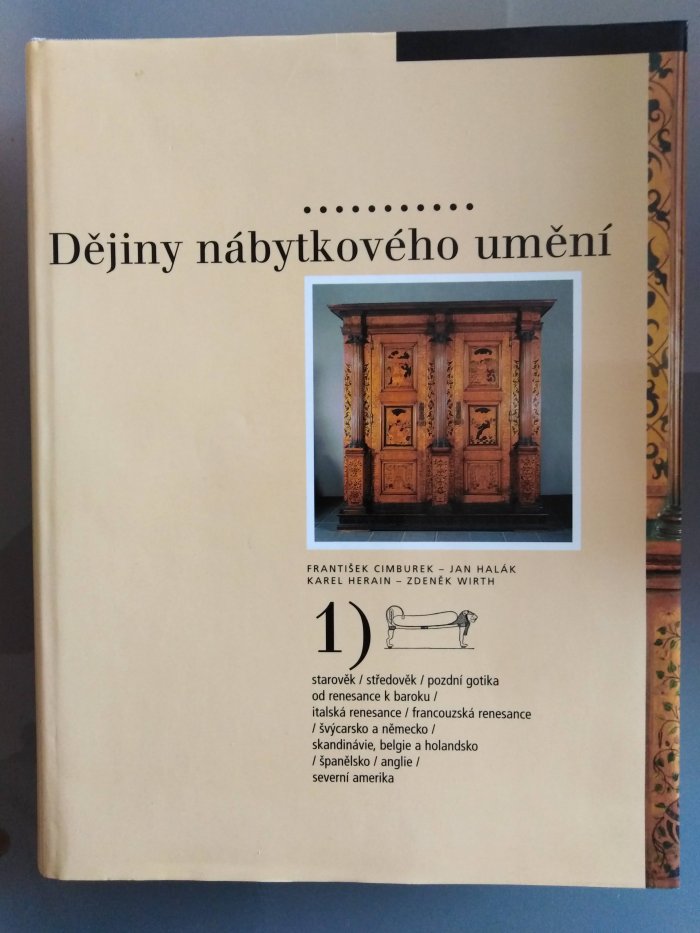 Dějiny nábytkového umění
FRANTIŠEK CIMBUREK – JAN HALÁK
KAREL HERAIN – ZDENĚK WIRTH
1)
starověk / středověk / pozdní gotika
od renesance k baroku /
italská renesance / francouzská renesance
/ švýcarsko a německo /
skandinávie, belgie a holandsko
/ španělsko / anglie /
severní amerika